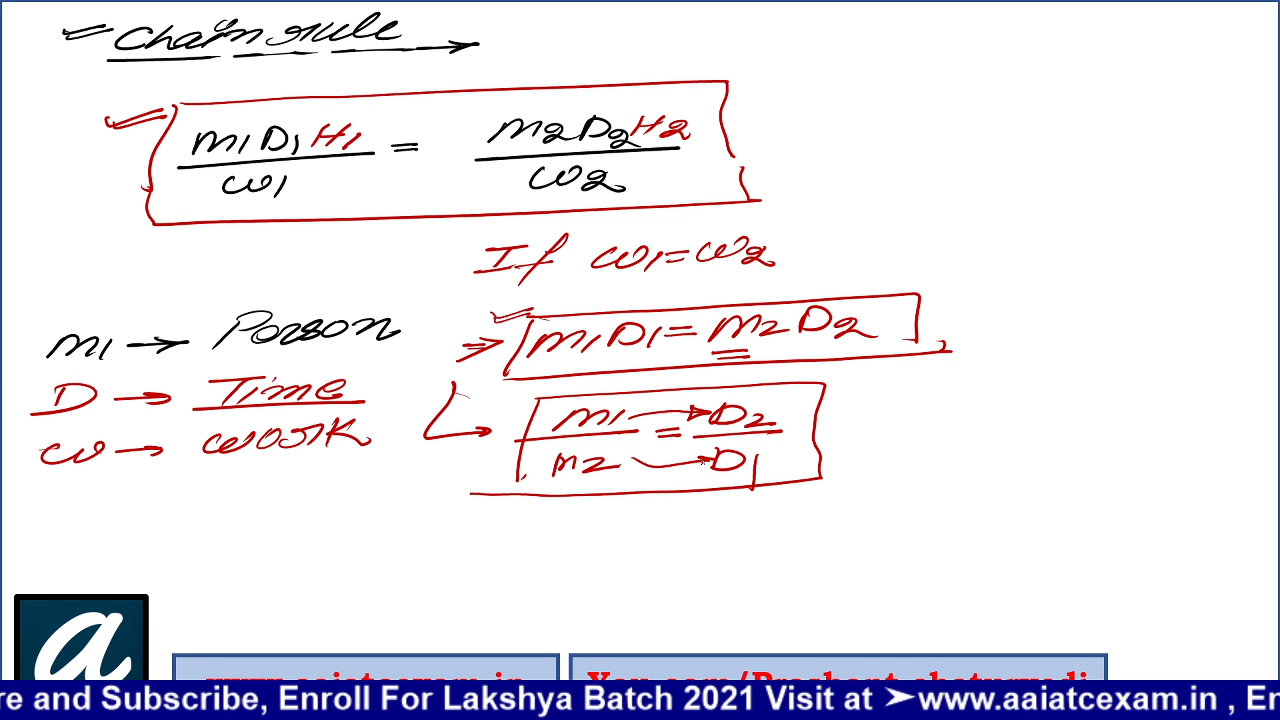 Chain rule
M1D1H1 = M2D2H2
W1 W2
If W1=W2
M1 → Person
⇒ M1D1 = M2D2
D → Time
M1 → D2
=
M2 → D1
W → Work
a
re and Subscribe, Enroll For Lakshya Batch 2021 Visit at ➤www.aaiatcexam.in , En